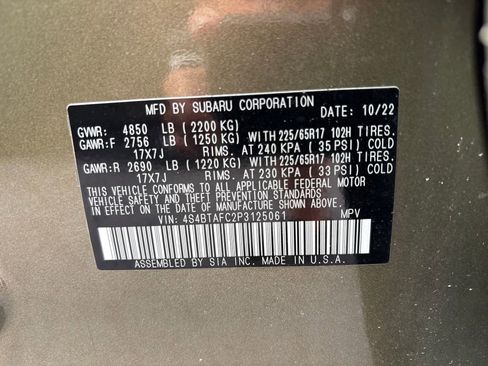 MFD BY SUBARU CORPORATION DATE: 10/22
GVWR: 4850 LB ( 2200 KG)
GAWR:F 2756 LB ( 1250 KG) WITH 225/65R17 102H TIRES.
17X7J RIMS. AT 240 KPA ( 35 PSI) COLD
GAWR:R 2690 LB ( 1220 KG) WITH 225/65R17 102H TIRES.
17X7J RIMS. AT 230 KPA ( 33 PSI) COLD
THIS VEHICLE CONFORMS TO ALL APPLICABLE FEDERAL MOTOR
VEHICLE SAFETY AND THEFT PREVENTION STANDARDS IN EFFECT
ON THE DATE OF MANUFACTURE SHOWN ABOVE.
VIN: 4S4BTAFC2P3125061 MPV
ASSEMBLED BY SIA INC. MADE IN U.S.A.